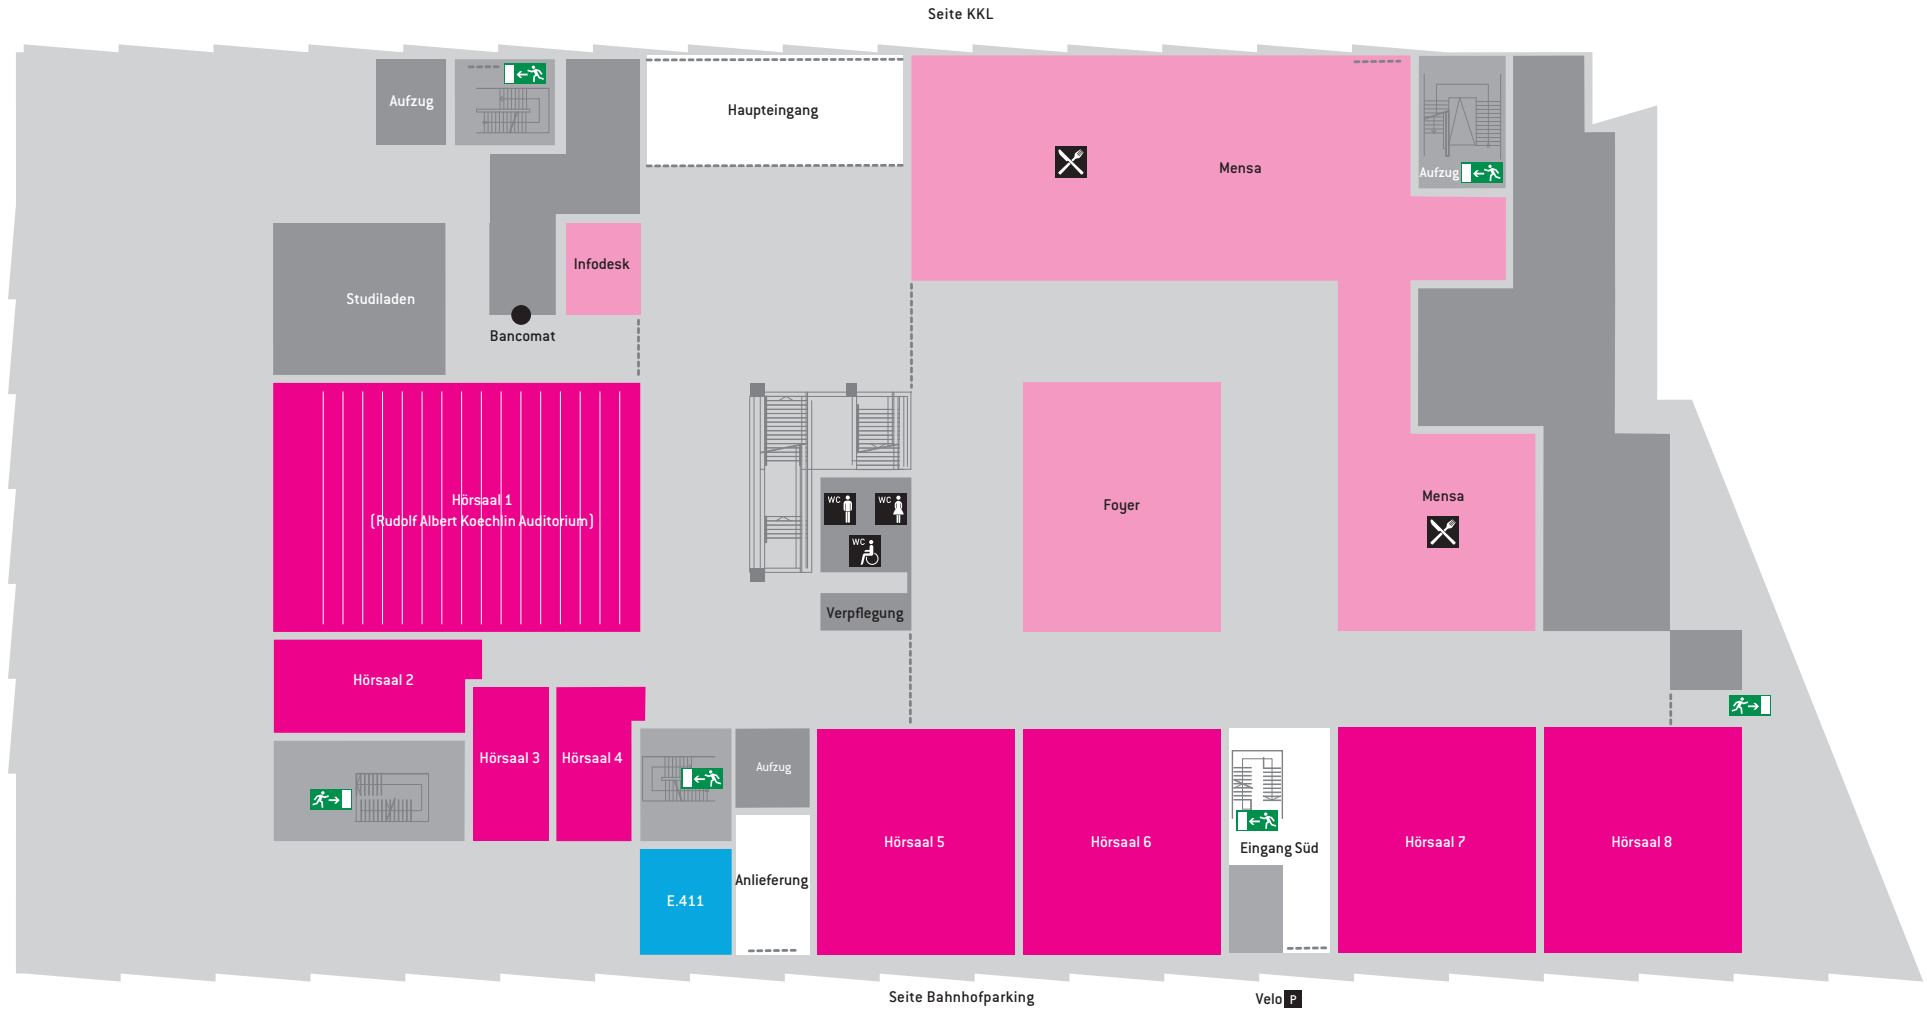 Seite KKL
Aufzug
Haupteingang
Mensa
Aufzug
Infodesk
Studiladen
Bancomat
Hörsaal 1
(Rudolf Albert Koechlin Auditorium)
WC
WC
WC
Foyer
Mensa
Verpflegung
Hörsaal 2
Hörsaal 3
Hörsaal 4
Aufzug
Hörsaal 5
Hörsaal 6
Eingang Süd
Hörsaal 7
Hörsaal 8
E.411
Anlieferung
Seite Bahnhofparking
Velo P